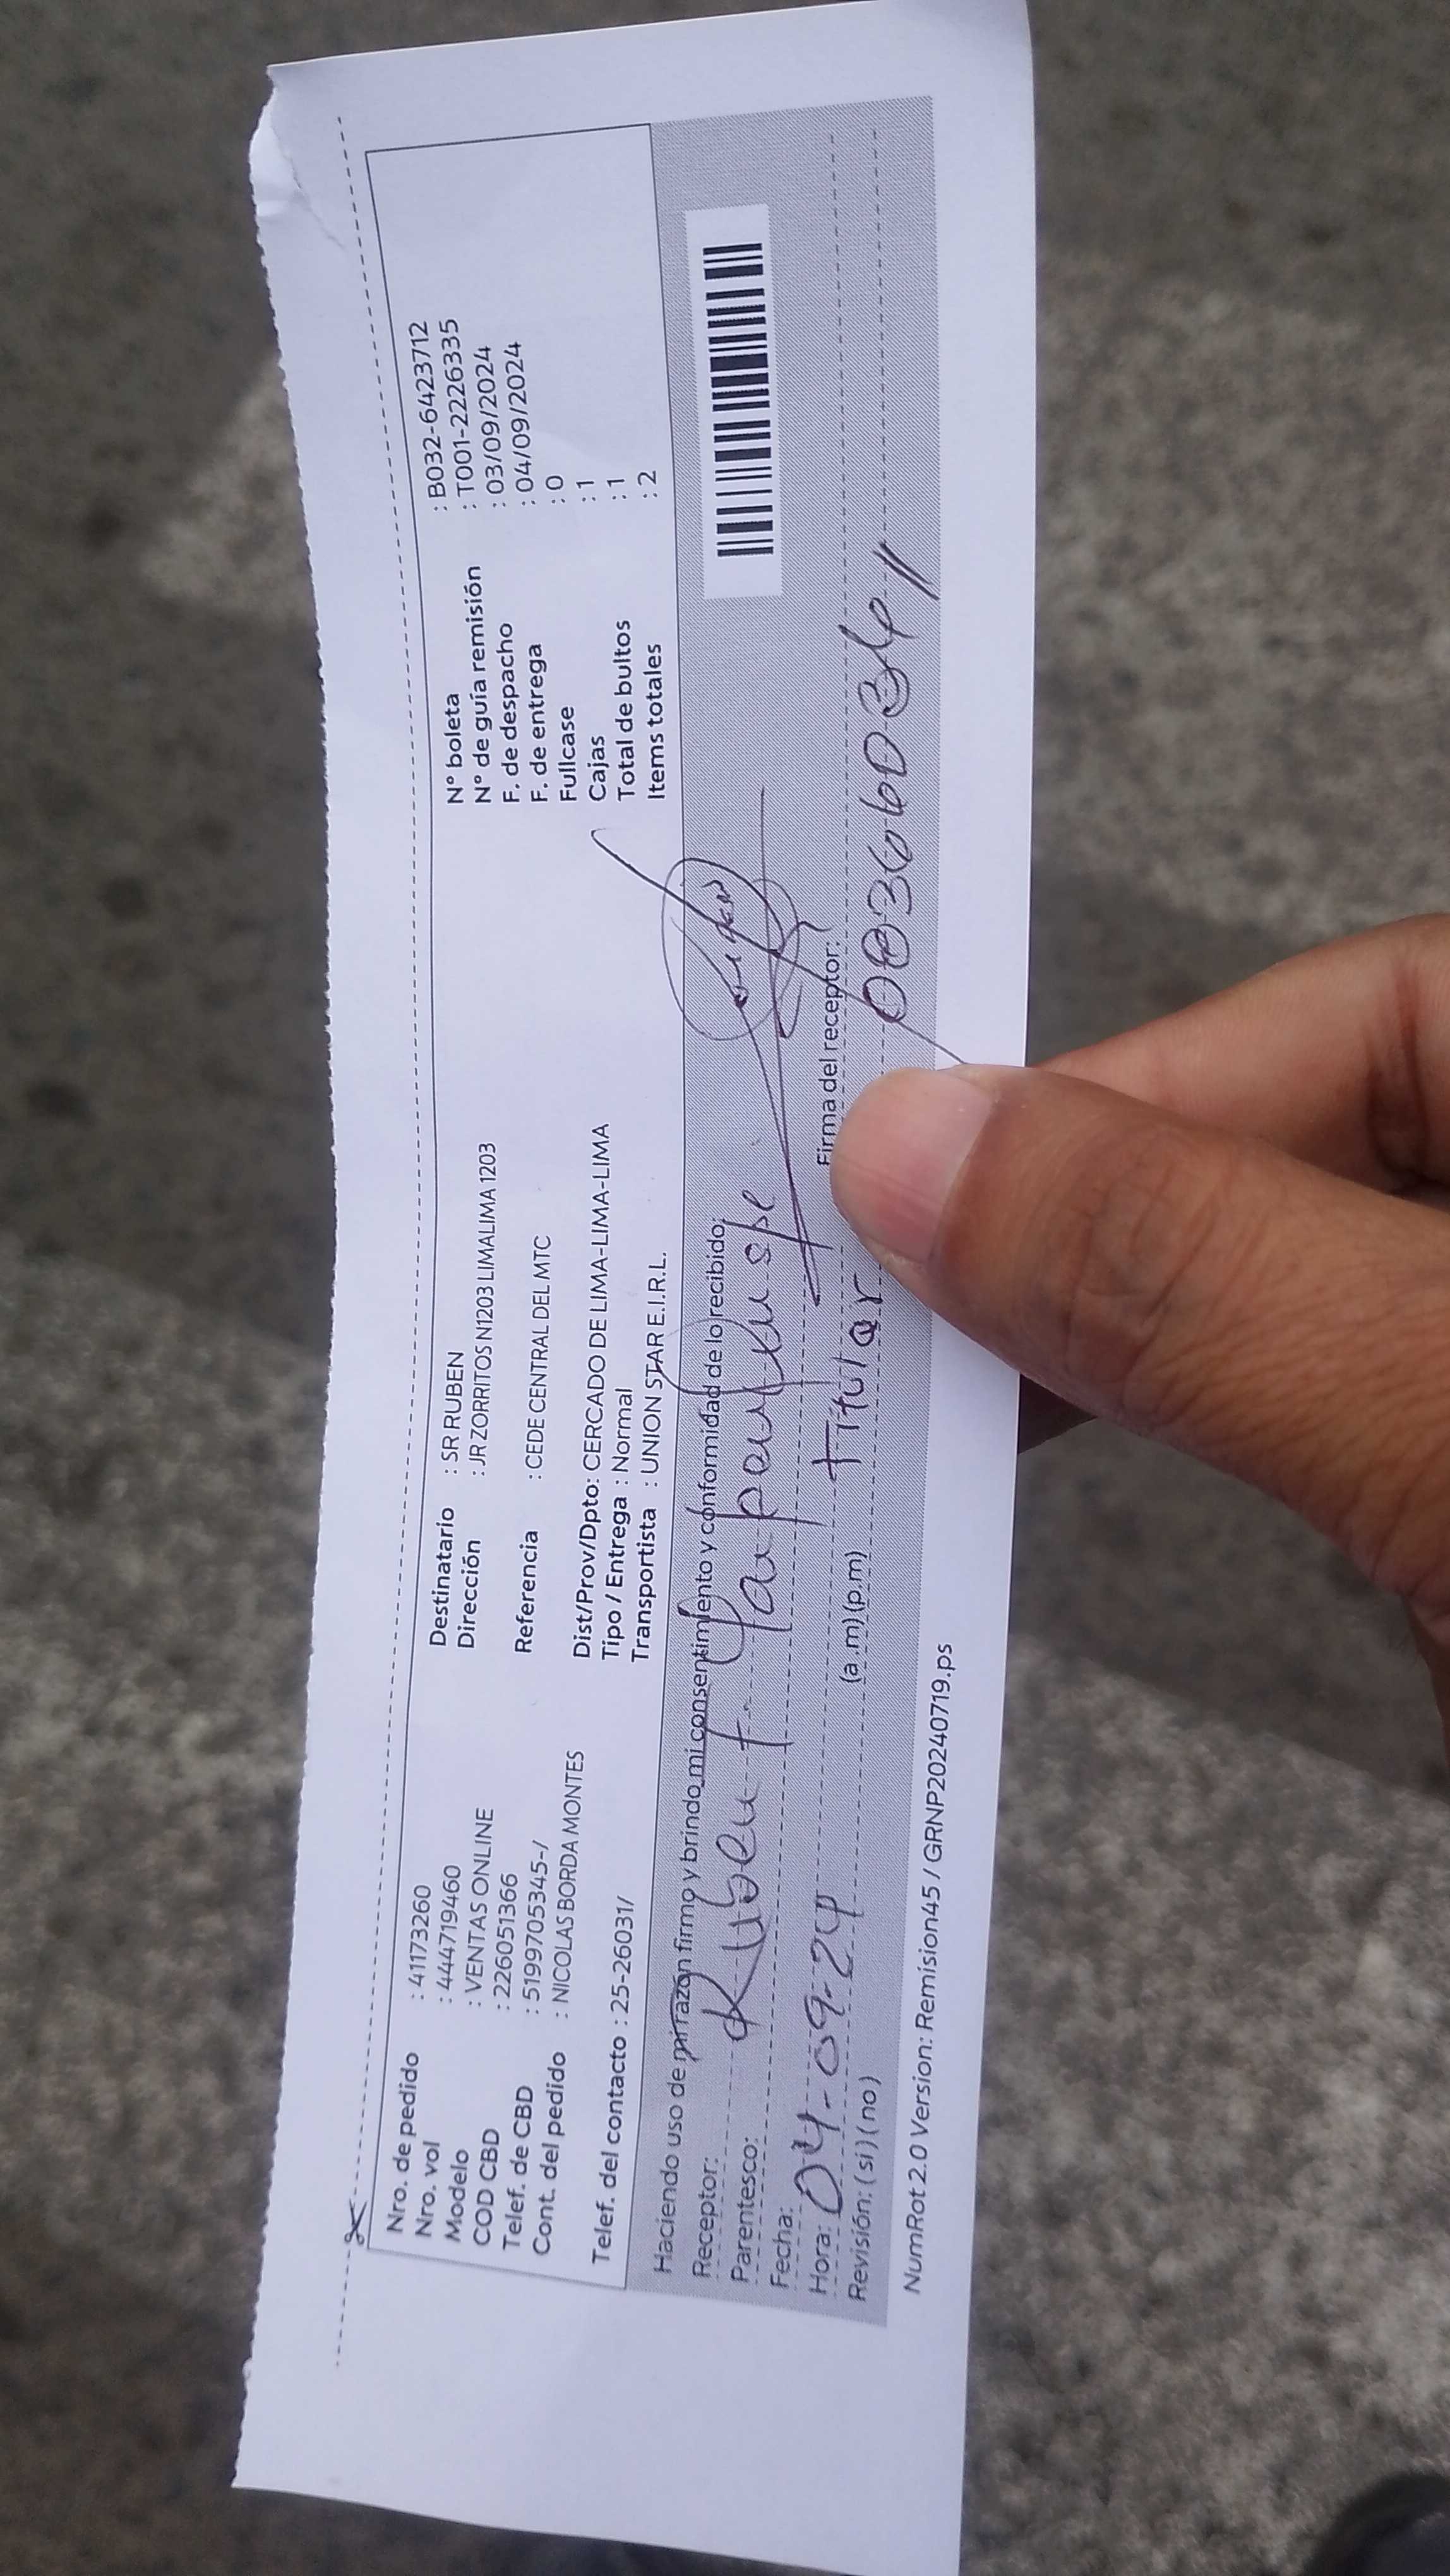 Nro. de pedido : 41173260
Nro. vol : 444719460
Modelo : VENTAS ONLINE
COD CBD : 226051366
Telef. de CBD : 5199705345-/
Cont. del pedido : NICOLAS BORDA MONTES
Telef. del contacto : 25-26031/
Destinatario : SR RUBEN
Dirección : JR ZORRITOS N1203 LIMALIMA 1203
Referencia : CEDE CENTRAL DEL MTC
Dist/Prov/Dpto: CERCADO DE LIMA-LIMA-LIMA
Tipo / Entrega : Normal
Transportista : UNION STAR E.I.R.L.
N° boleta : B032-6423712
N° de guía remisión : T001-2226335
F. de despacho : 03/09/2024
F. de entrega : 04/09/2024
Fullcase : 0
Cajas : 1
Total de bultos : 1
Items totales : 2
Haciendo uso de mi razón firmo y brindo mi consentimiento y conformidad de lo recibido:
Receptor: Ruben F.
Parentesco: Titular
Fecha: 04-09-24
Hora: (a.m)(p.m)
Firma del receptor:
Revisión: (si) (no)
NumRot 2.0 Version: Remision45 / GRNP20240719.ps